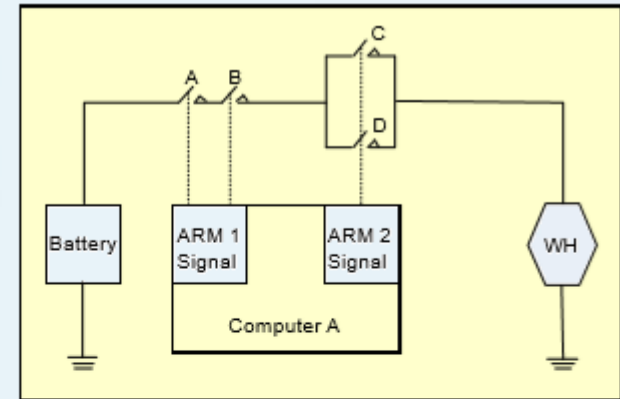 C
A B
D
Battery
ARM 1
Signal
ARM 2
Signal
WH
Computer A